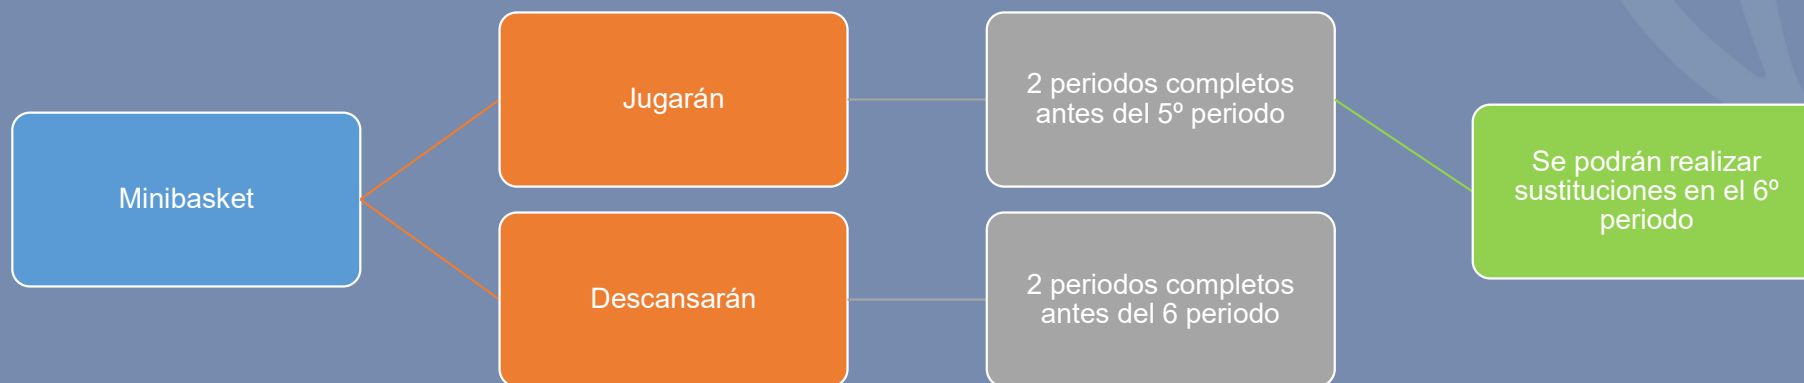 Minibasket
Jugarán
2 periodos completos
antes del 5º periodo
Se podrán realizar
sustituciones en el 6º
periodo
Descansarán
2 periodos completos
antes del 6 periodo